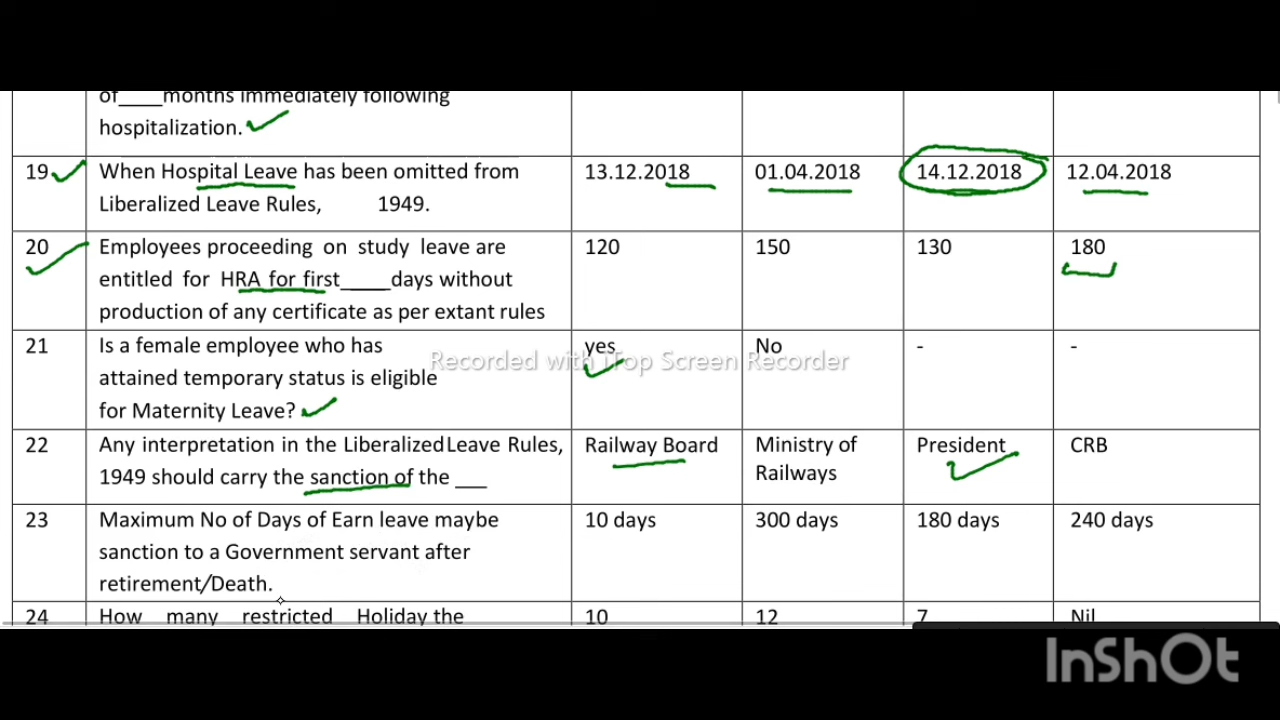 of____months immediately following
hospitalization.
19 When Hospital Leave has been omitted from 13.12.2018 01.04.2018 14.12.2018 12.04.2018
Liberalized Leave Rules, 1949.
20 Employees proceeding on study leave are 120 150 130 180
entitled for HRA for first____days without
production of any certificate as per extant rules
21 Is a female employee who has yes No - -
Recorded with iTop Screen Recorder
attained temporary status is eligible
for Maternity Leave?
22 Any interpretation in the Liberalized Leave Rules, Railway Board Ministry of President CRB
1949 should carry the sanction of the ___ Railways
23 Maximum No of Days of Earn leave maybe 10 days 300 days 180 days 240 days
sanction to a Government servant after
retirement/Death.
24 How many restricted Holiday the 10 12 7 Nil
InShOt